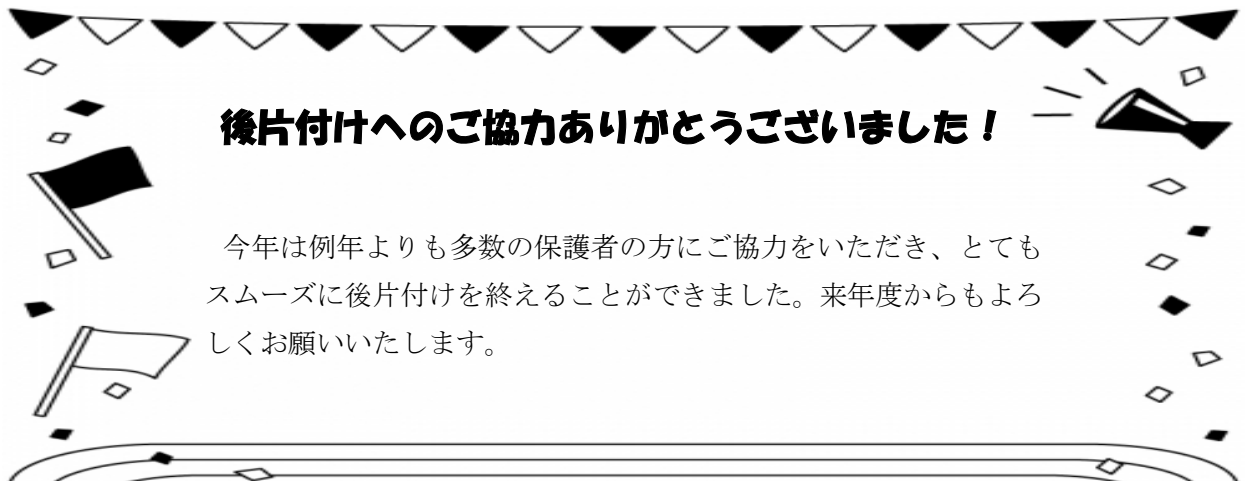 後片付けへのご協力ありがとうございました！
今年は例年よりも多数の保護者の方にご協力をいただき、とても
スムーズに後片付けを終えることができました。来年度からもよろ
しくお願いいたします。